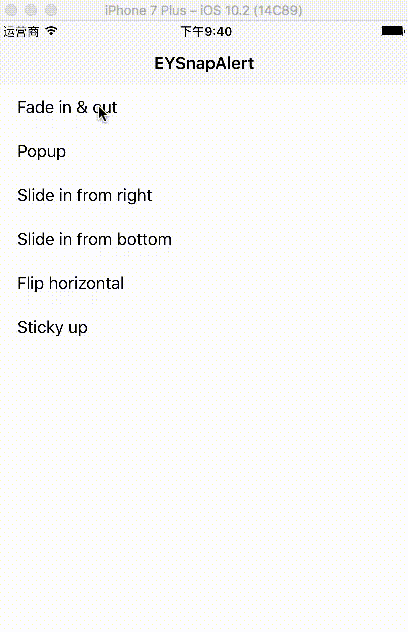 iPhone 7 Plus – iOS 10.2 (14C89)
运营商 下午9:40
EYSnapAlert
Fade in & out
Popup
Slide in from right
Slide in from bottom
Flip horizontal
Sticky up